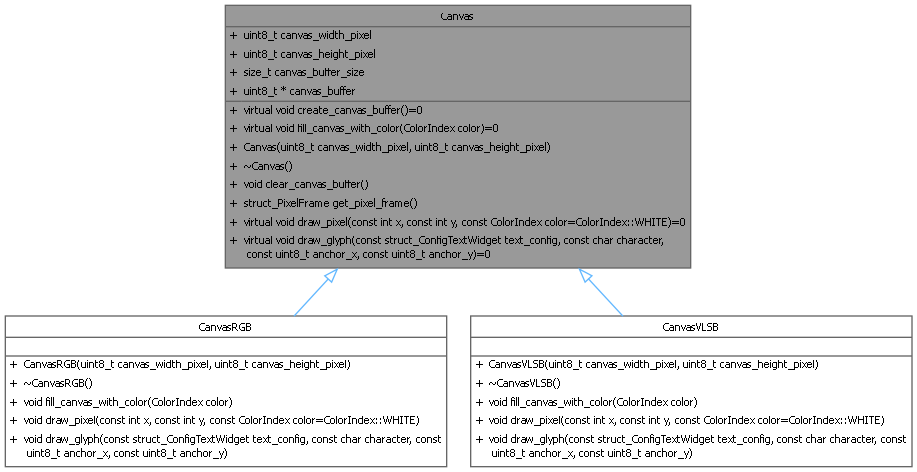 Canvas
+ uint8_t canvas_width_pixel
+ uint8_t canvas_height_pixel
+ size_t canvas_buffer_size
+ uint8_t * canvas_buffer
+ virtual void create_canvas_buffer()=0
+ virtual void fill_canvas_with_color(ColorIndex color)=0
+ Canvas(uint8_t canvas_width_pixel, uint8_t canvas_height_pixel)
+ ~Canvas()
+ void clear_canvas_buffer()
+ struct_PixelFrame get_pixel_frame()
+ virtual void draw_pixel(const int x, const int y, const ColorIndex color=ColorIndex::WHITE)=0
+ virtual void draw_glyph(const struct_ConfigTextWidget text_config, const char character,
const uint8_t anchor_x, const uint8_t anchor_y)=0
CanvasRGB
+ CanvasRGB(uint8_t canvas_width_pixel, uint8_t canvas_height_pixel)
+ ~CanvasRGB()
+ void fill_canvas_with_color(ColorIndex color)
+ void draw_pixel(const int x, const int y, const ColorIndex color=ColorIndex::WHITE)
+ void draw_glyph(const struct_ConfigTextWidget text_config, const char character, const
uint8_t anchor_x, const uint8_t anchor_y)
CanvasVLSB
+ CanvasVLSB(uint8_t canvas_width_pixel, uint8_t canvas_height_pixel)
+ ~CanvasVLSB()
+ void fill_canvas_with_color(ColorIndex color)
+ void draw_pixel(const int x, const int y, const ColorIndex color=ColorIndex::WHITE)
+ void draw_glyph(const struct_ConfigTextWidget text_config, const char character, const
uint8_t anchor_x, const uint8_t anchor_y)